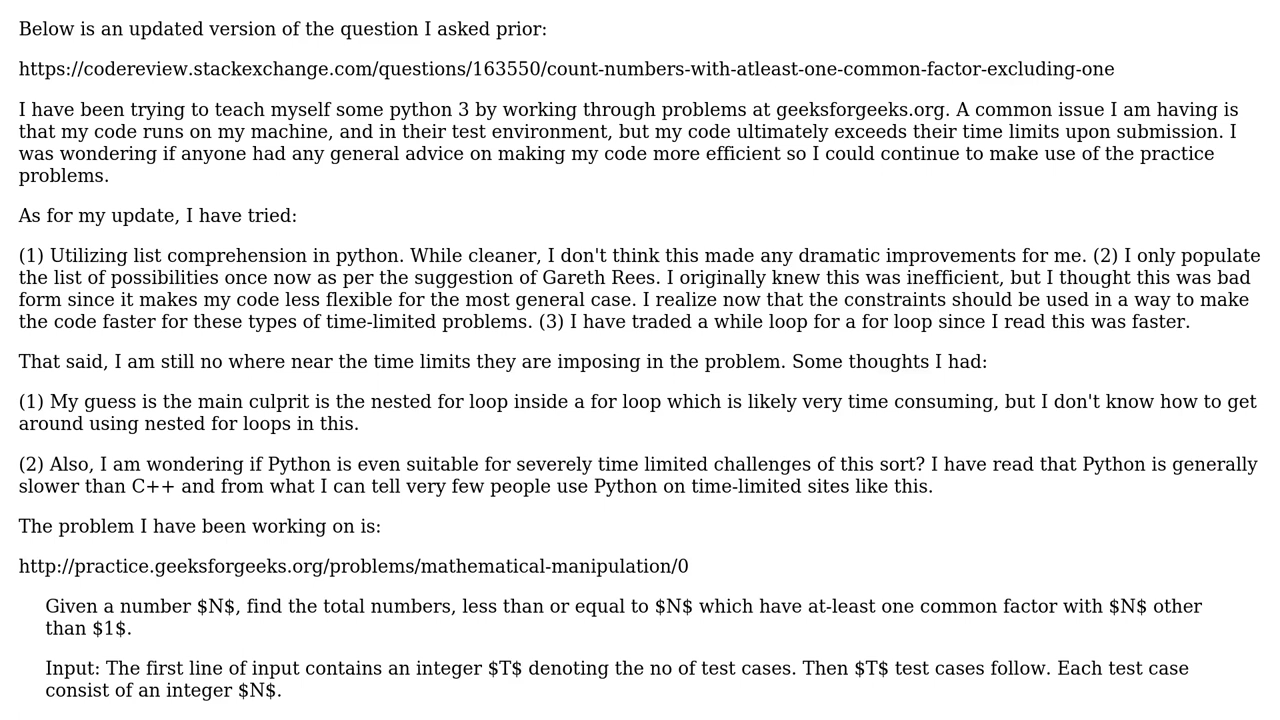 Below is an updated version of the question I asked prior:
https://codereview.stackexchange.com/questions/163550/count-numbers-with-atleast-one-common-factor-excluding-one
I have been trying to teach myself some python 3 by working through problems at geeksforgeeks.org. A common issue I am having is
that my code runs on my machine, and in their test environment, but my code ultimately exceeds their time limits upon submission. I
was wondering if anyone had any general advice on making my code more efficient so I could continue to make use of the practice
problems.
As for my update, I have tried:
(1) Utilizing list comprehension in python. While cleaner, I don't think this made any dramatic improvements for me. (2) I only populate
the list of possibilities once now as per the suggestion of Gareth Rees. I originally knew this was inefficient, but I thought this was bad
form since it makes my code less flexible for the most general case. I realize now that the constraints should be used in a way to make
the code faster for these types of time-limited problems. (3) I have traded a while loop for a for loop since I read this was faster.
That said, I am still no where near the time limits they are imposing in the problem. Some thoughts I had:
(1) My guess is the main culprit is the nested for loop inside a for loop which is likely very time consuming, but I don't know how to get
around using nested for loops in this.
(2) Also, I am wondering if Python is even suitable for severely time limited challenges of this sort? I have read that Python is generally
slower than C++ and from what I can tell very few people use Python on time-limited sites like this.
The problem I have been working on is:
http://practice.geeksforgeeks.org/problems/mathematical-manipulation/0
Given a number $N$, find the total numbers, less than or equal to $N$ which have at-least one common factor with $N$ other
than $1$.
Input: The first line of input contains an integer $T$ denoting the no of test cases. Then $T$ test cases follow. Each test case
consist of an integer $N$.